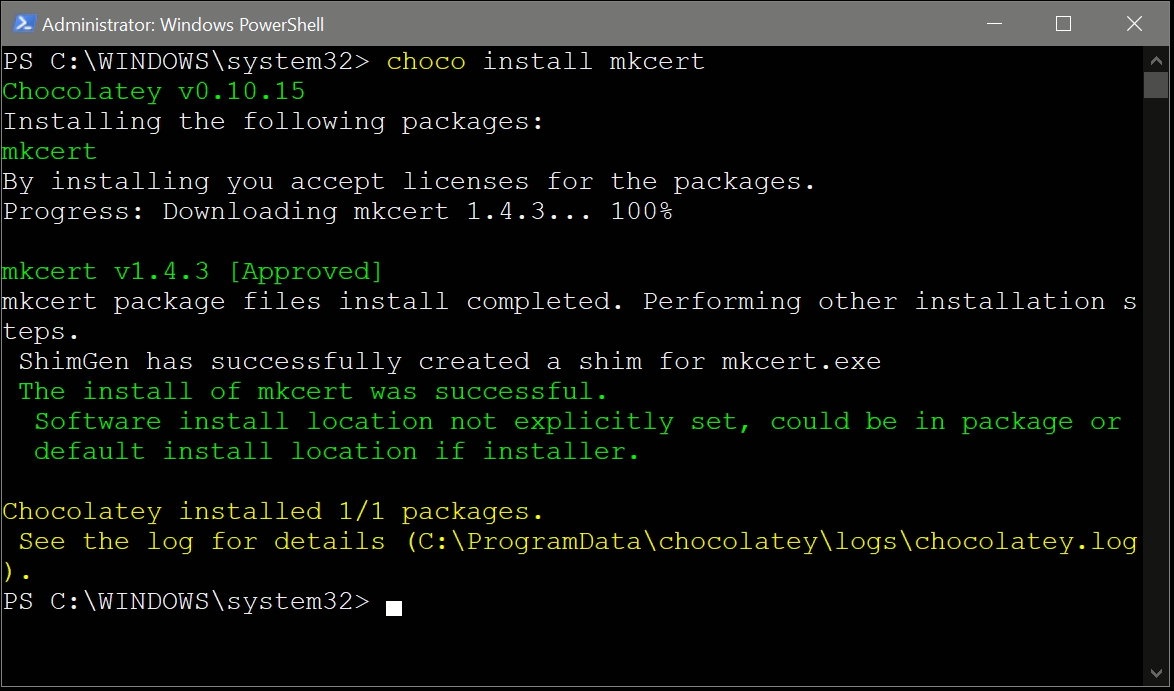 Administrator: Windows PowerShell
PS C:\WINDOWS\system32> choco install mkcert
Chocolatey v0.10.15
Installing the following packages:
mkcert
By installing you accept licenses for the packages.
Progress: Downloading mkcert 1.4.3... 100%
mkcert v1.4.3 [Approved]
mkcert package files install completed. Performing other installation s
teps.
ShimGen has successfully created a shim for mkcert.exe
The install of mkcert was successful.
Software install location not explicitly set, could be in package or
default install location if installer.
Chocolatey installed 1/1 packages.
See the log for details (C:\ProgramData\chocolatey\logs\chocolatey.log
).
PS C:\WINDOWS\system32>